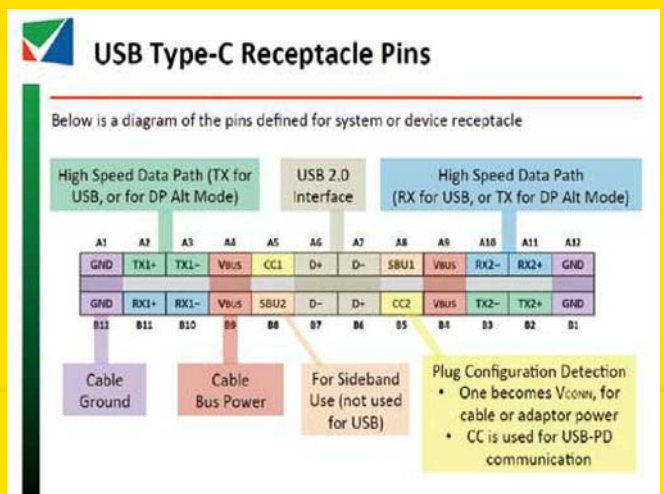 USB Type-C Receptacle Pins
Below is a diagram of the pins defined for system or device receptacle
High Speed Data Path (TX for
USB, or for DP Alt Mode)
USB 2.0
Interface
High Speed Data Path
(RX for USB, or TX for DP Alt Mode)
A1 A2 A3 A4 A5 A6 A7 A8 A9 A10 A11 A12
GND TX1+ TX1− VBUS CC1 D+ D− SBU1 VBUS RX2− RX2+ GND
GND RX1+ RX1− VBUS SBU2 D− D+ CC2 VBUS TX2− TX2+ GND
B12 B11 B10 B9 B8 B7 B6 B5 B4 B3 B2 B1
Cable
Ground
Cable
Bus Power
For Sideband
Use (not used
for USB)
Plug Configuration Detection
• One becomes VCONN, for
cable or adaptor power
• CC is used for USB-PD
communication